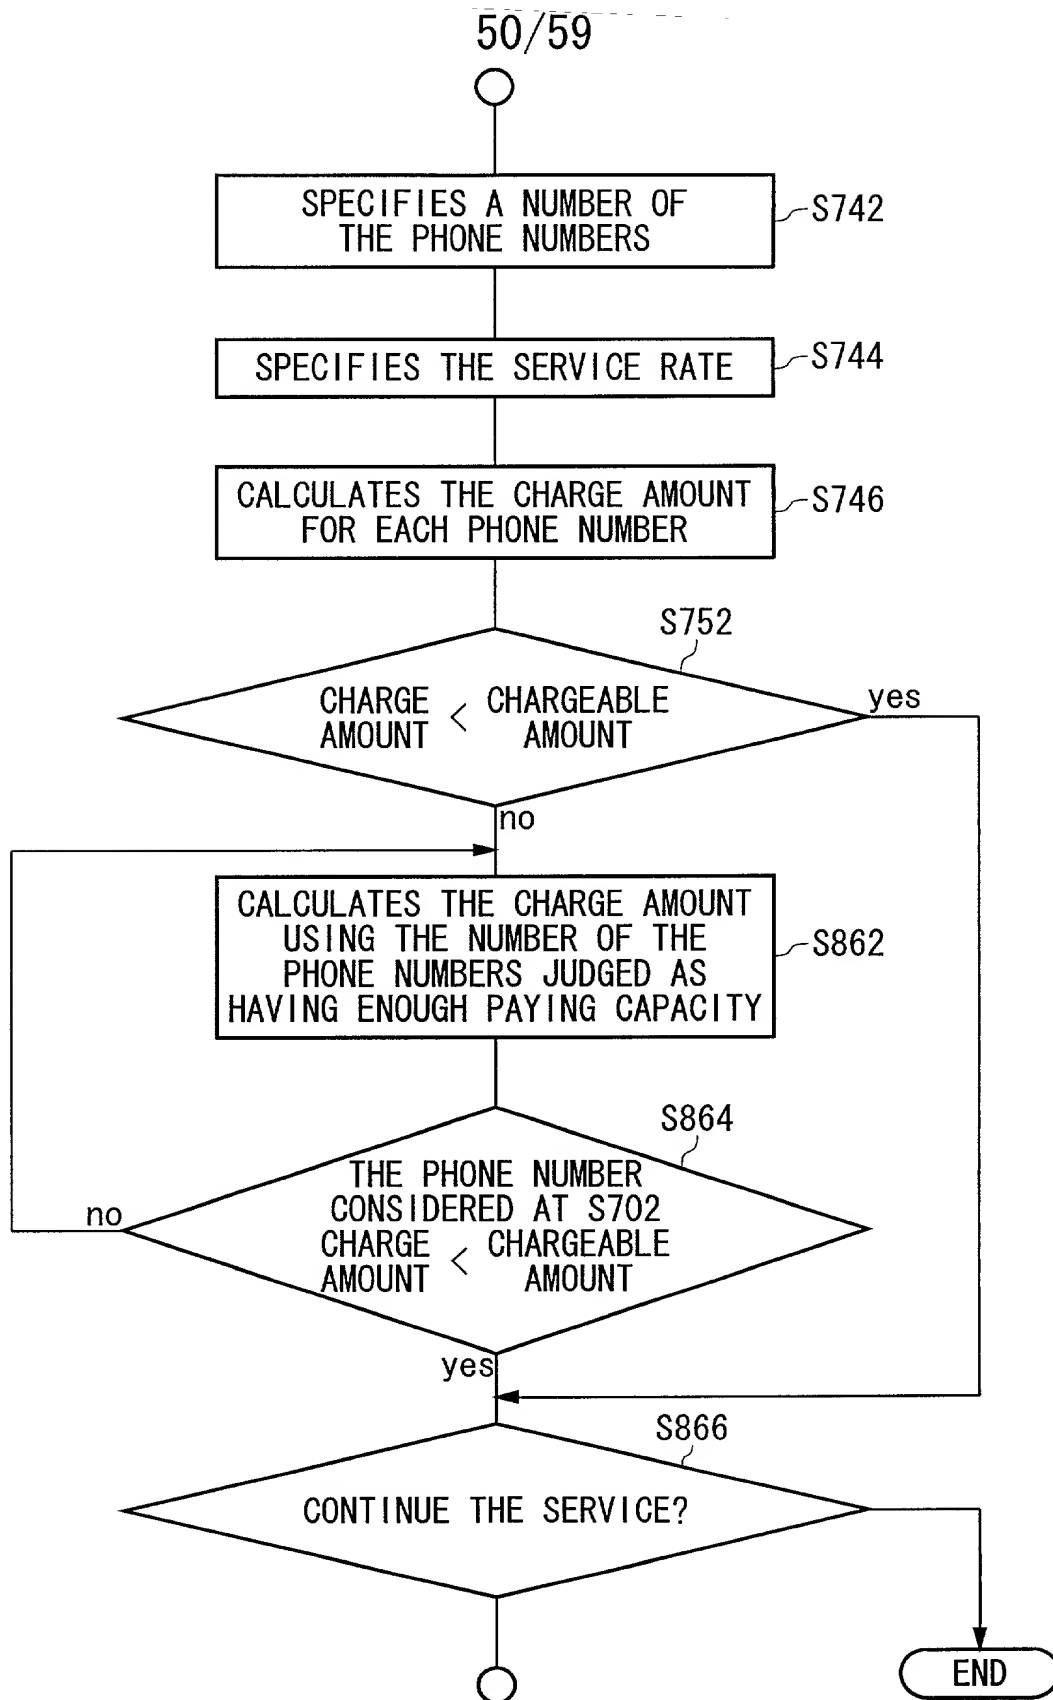 50/59
SPECIFIES A NUMBER OF
THE PHONE NUMBERS
S742
SPECIFIES THE SERVICE RATE
S744
CALCULATES THE CHARGE AMOUNT
FOR EACH PHONE NUMBER
S746
S752
CHARGE AMOUNT < CHARGEABLE AMOUNT
yes
no
CALCULATES THE CHARGE AMOUNT
USING THE NUMBER OF THE
PHONE NUMBERS JUDGED AS
HAVING ENOUGH PAYING CAPACITY
S862
S864
THE PHONE NUMBER
CONSIDERED AT S702
CHARGE AMOUNT < CHARGEABLE AMOUNT
no
yes
S866
CONTINUE THE SERVICE?
END